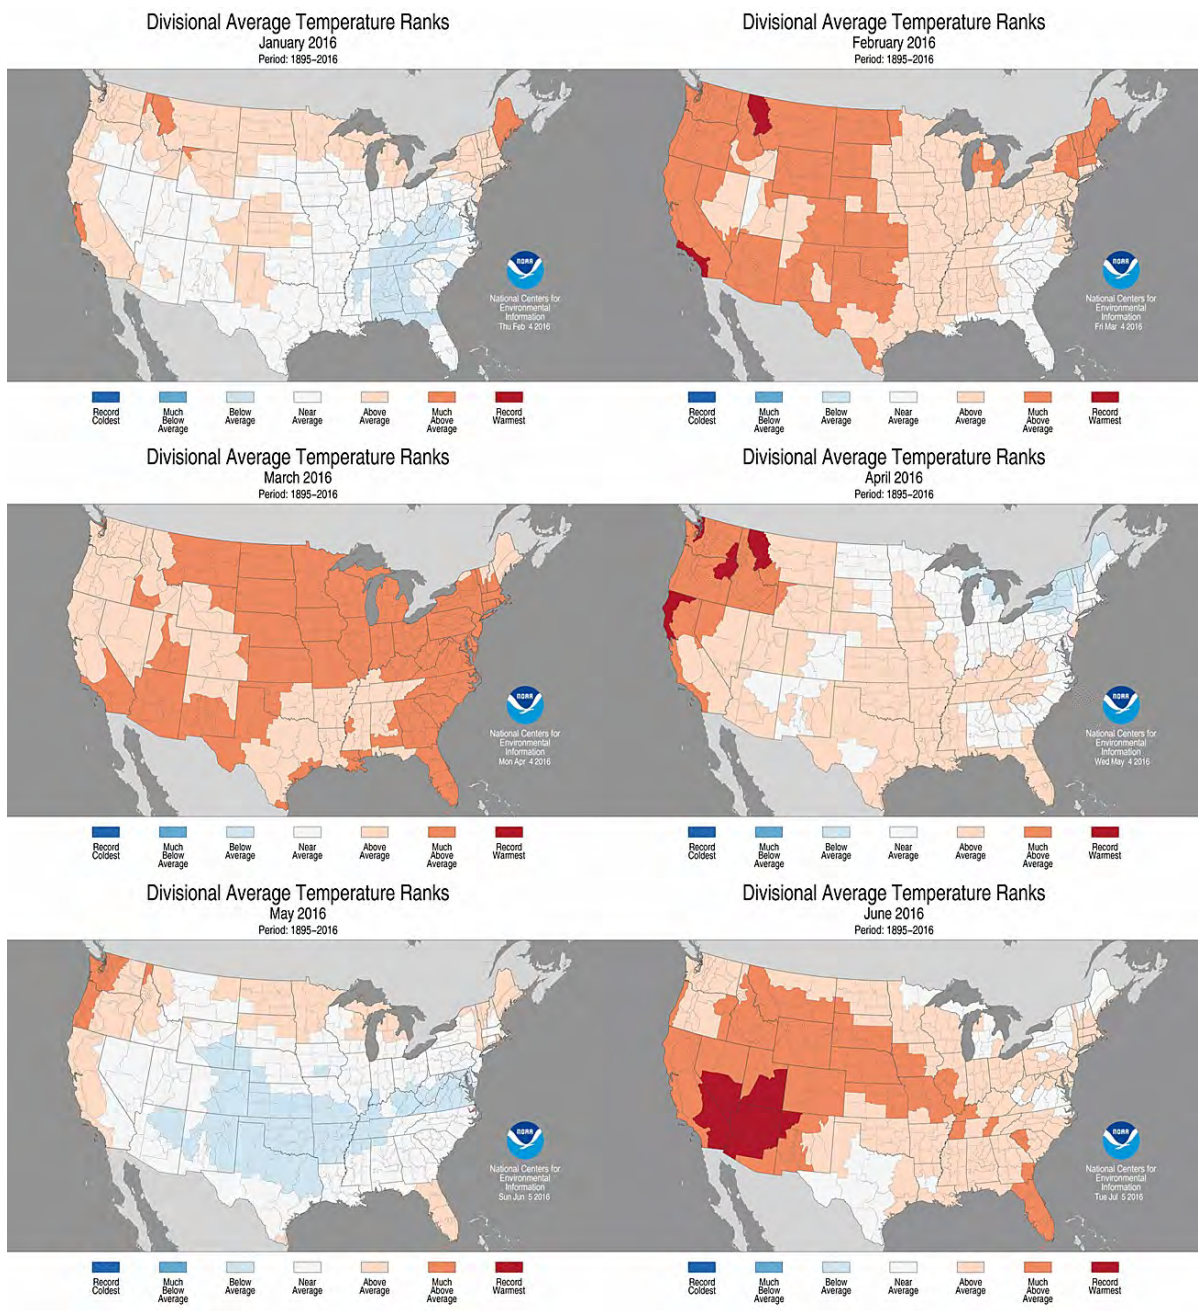 Divisional Average Temperature Ranks
January 2016
Period: 1895–2016
NOAA
National Centers for
Environmental
Information
Thu Feb 4 2016
Record
Coldest
Much
Below
Average
Below
Average
Near
Average
Above
Average
Much
Above
Average
Record
Warmest
Divisional Average Temperature Ranks
February 2016
Period: 1895–2016
NOAA
National Centers for
Environmental
Information
Fri Mar 4 2016
Record
Coldest
Much
Below
Average
Below
Average
Near
Average
Above
Average
Much
Above
Average
Record
Warmest
Divisional Average Temperature Ranks
March 2016
Period: 1895–2016
NOAA
National Centers for
Environmental
Information
Mon Apr 4 2016
Record
Coldest
Much
Below
Average
Below
Average
Near
Average
Above
Average
Much
Above
Average
Record
Warmest
Divisional Average Temperature Ranks
April 2016
Period: 1895–2016
NOAA
National Centers for
Environmental
Information
Wed May 4 2016
Record
Coldest
Much
Below
Average
Below
Average
Near
Average
Above
Average
Much
Above
Average
Record
Warmest
Divisional Average Temperature Ranks
May 2016
Period: 1895–2016
NOAA
National Centers for
Environmental
Information
Sun Jun 5 2016
Record
Coldest
Much
Below
Average
Below
Average
Near
Average
Above
Average
Much
Above
Average
Record
Warmest
Divisional Average Temperature Ranks
June 2016
Period: 1895–2016
NOAA
National Centers for
Environmental
Information
Tue Jul 5 2016
Record
Coldest
Much
Below
Average
Below
Average
Near
Average
Above
Average
Much
Above
Average
Record
Warmest